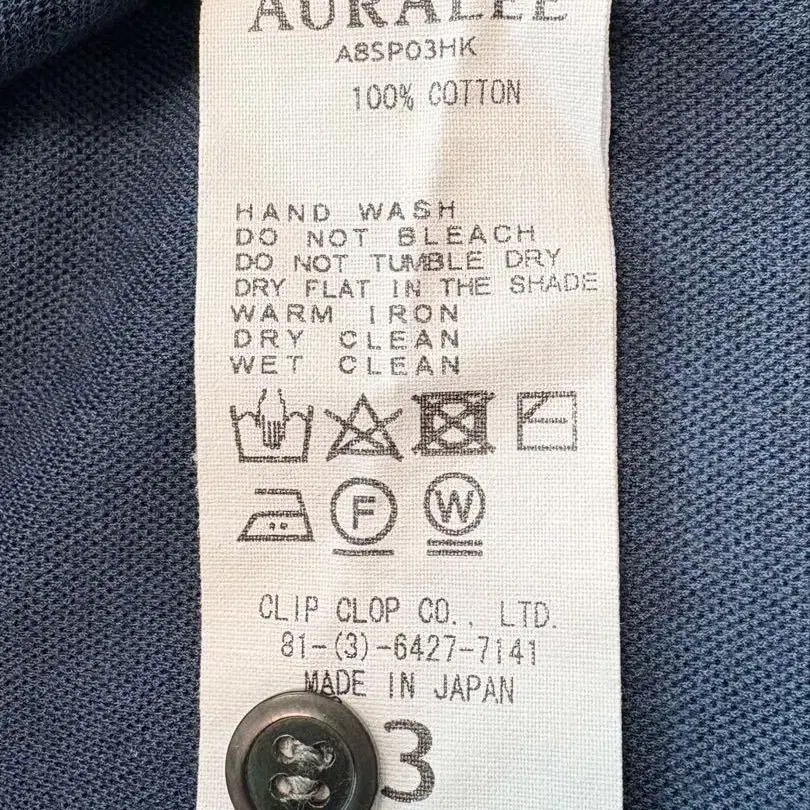 AURALEE
A8SP03HK
100% COTTON
HAND WASH
DO NOT BLEACH
DO NOT TUMBLE DRY
DRY FLAT IN THE SHADE
WARM IRON
DRY CLEAN
WET CLEAN
F
W
CLIP CLOP CO., LTD.
81-(3)-6427-7141
MADE IN JAPAN
3